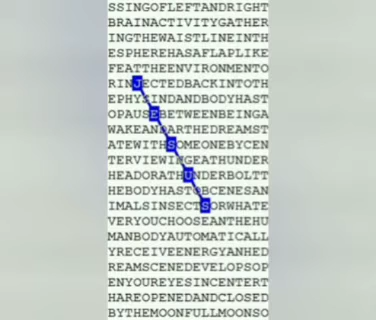 SSINGOFLEFTANDRIGHT
BRAINACTIVITYGATHER
INGTHEWAISTLINEINTH
ESPHEREHASAFLAPLIKE
FEATTHEENVIRONMENTO
RINJECTEDBACKINTOTH
EPHYSINDANDBODYHAST
OPAUSEBETWEENBEINGA
WAKEANDARTHEDREAMST
ATEWITHSOMEONEBYCEN
TERVIEWINGEATHUNDER
HEADORATHUNDERBOLTT
HEBODYHASTOBCENESAN
IMALSINSECTSORWHATE
VERYOUCHOOSEANTHEHU
MANBODYAUTOMATICALL
YRECEIVEENERGYANHED
REAMSCENEDEVELOPSOP
ENYOUREYESINCENTERT
HAREOPENEDANDCLOSED
BYTHEMOONFULLMOONSO